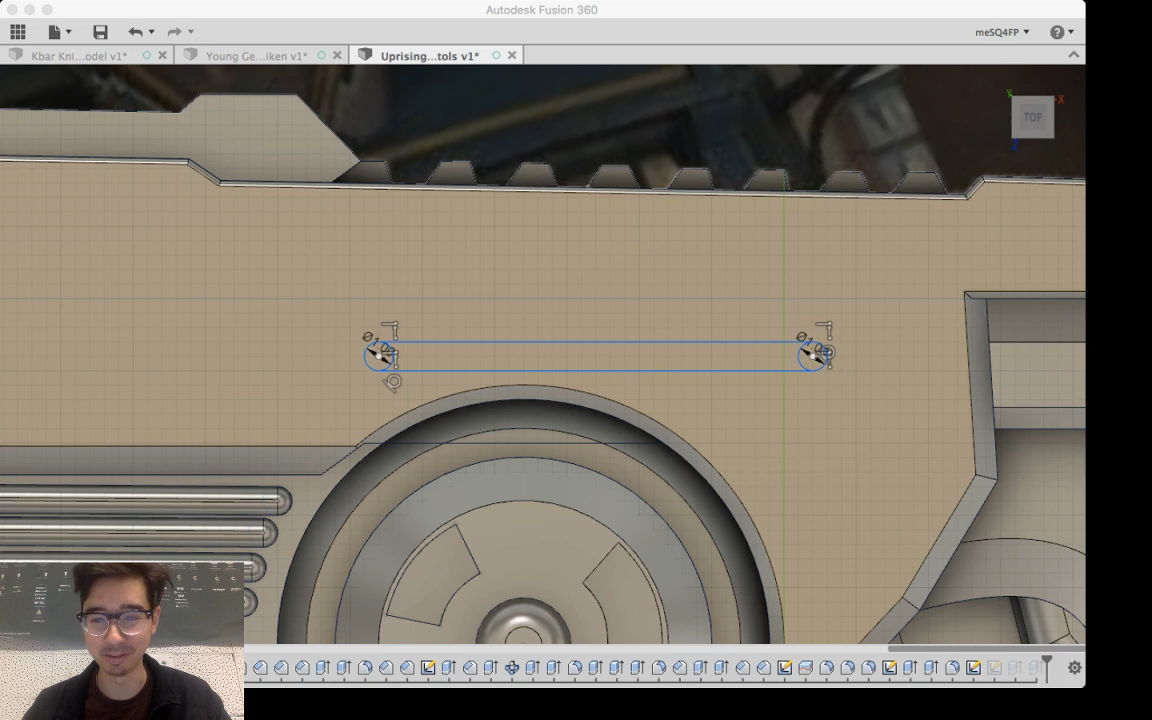 Autodesk Fusion 360
meSQ4FP
Kbar Kni...odel v1*
Young Ge...iken v1*
Uprising...tols v1*
TOP
Y
X